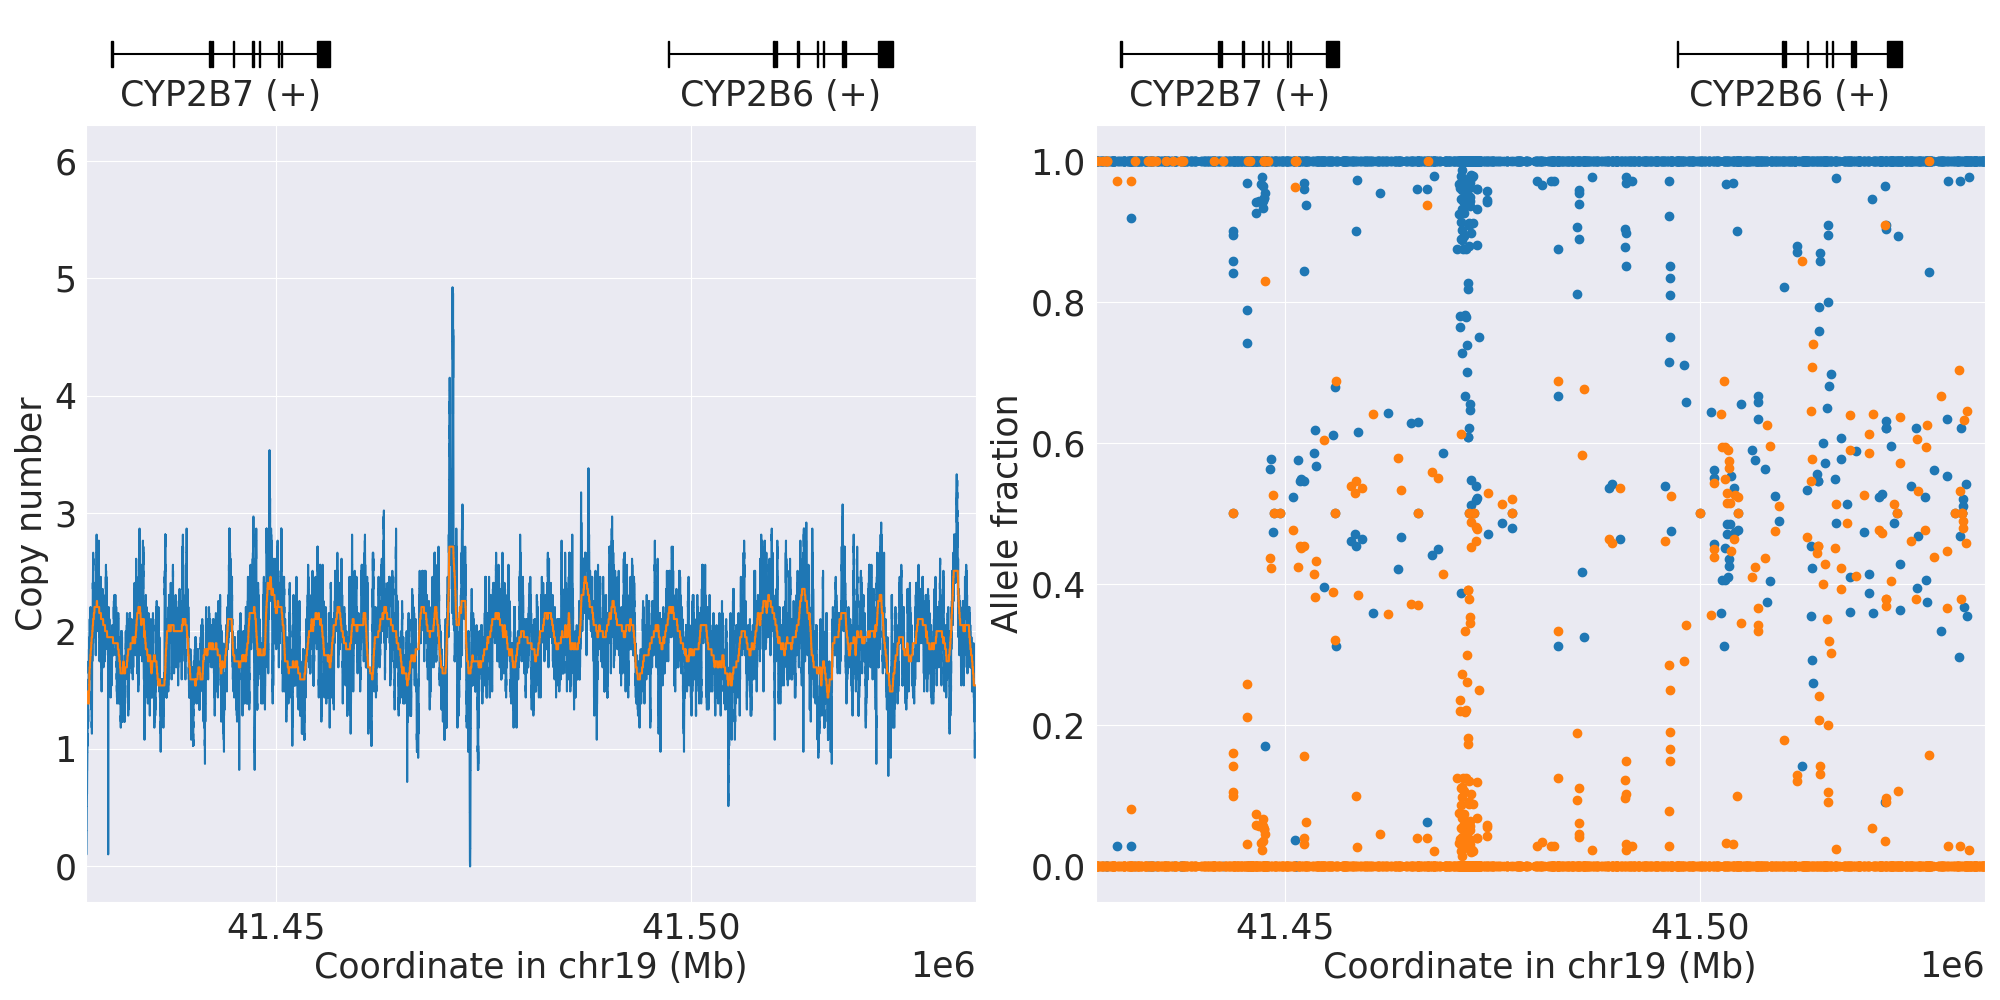 CYP2B7 (+)
CYP2B6 (+)
Copy number
6
5
4
3
2
1
0
41.45
41.50
Coordinate in chr19 (Mb)
1e6
CYP2B7 (+)
CYP2B6 (+)
Allele fraction
1.0
0.8
0.6
0.4
0.2
0.0
41.45
41.50
Coordinate in chr19 (Mb)
1e6